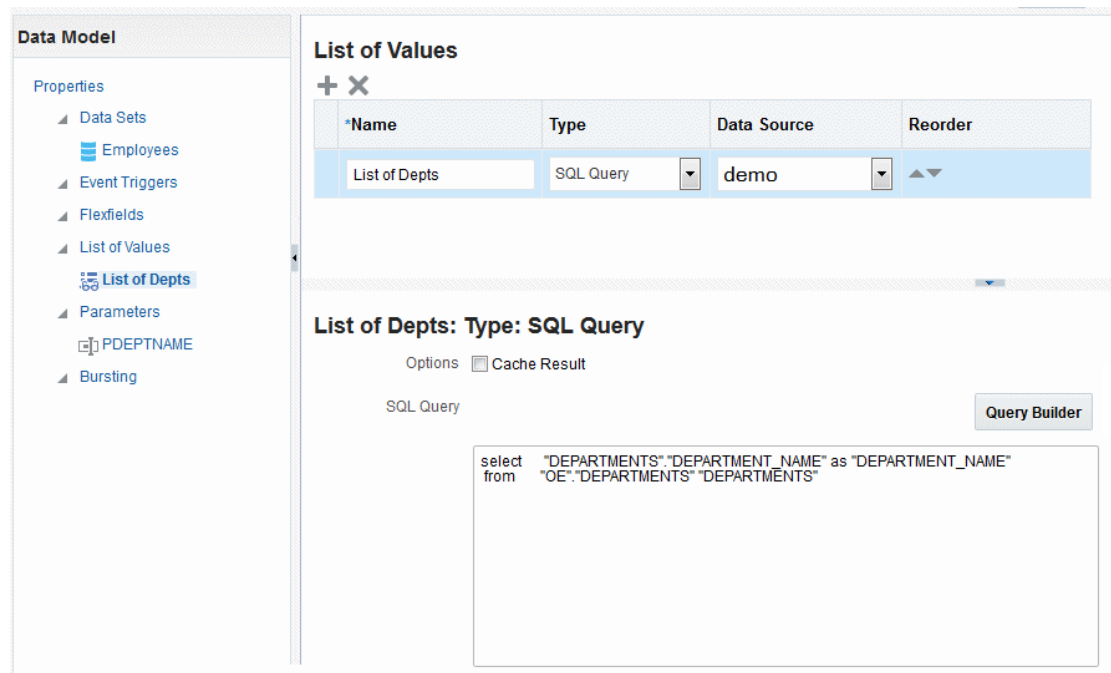 Data Model
Properties
Data Sets
Employees
Event Triggers
Flexfields
List of Values
List of Depts
Parameters
PDEPTNAME
Bursting
List of Values
*Name Type Data Source Reorder
List of Depts SQL Query demo
List of Depts: Type: SQL Query
Options Cache Result
SQL Query
Query Builder
select "DEPARTMENTS"."DEPARTMENT_NAME" as "DEPARTMENT_NAME"
from "OE"."DEPARTMENTS" "DEPARTMENTS"